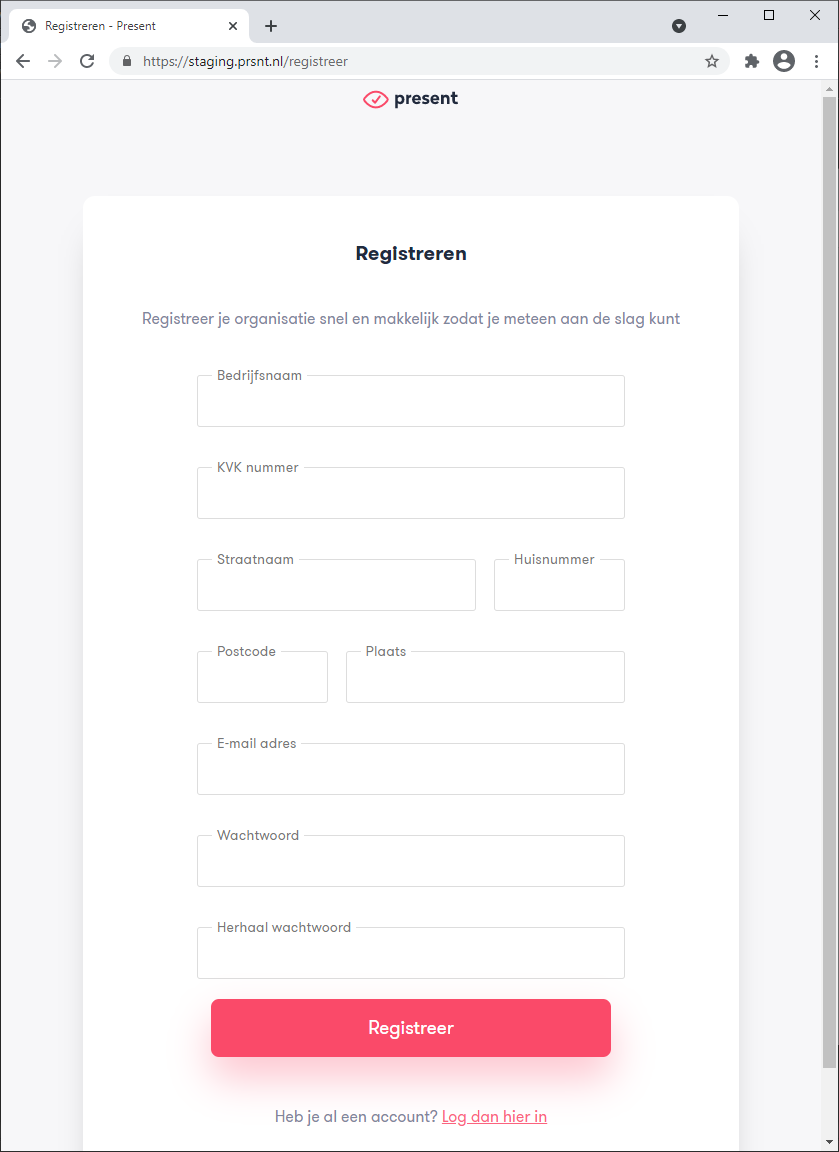 Registreren - Present
https://staging.prsnt.nl/registreer
present
Registreren
Registreer je organisatie snel en makkelijk zodat je meteen aan de slag kunt
Bedrijfsnaam
KVK nummer
Straatnaam Huisnummer
Postcode Plaats
E-mail adres
Wachtwoord
Herhaal wachtwoord
Registreer
Heb je al een account? Log dan hier in